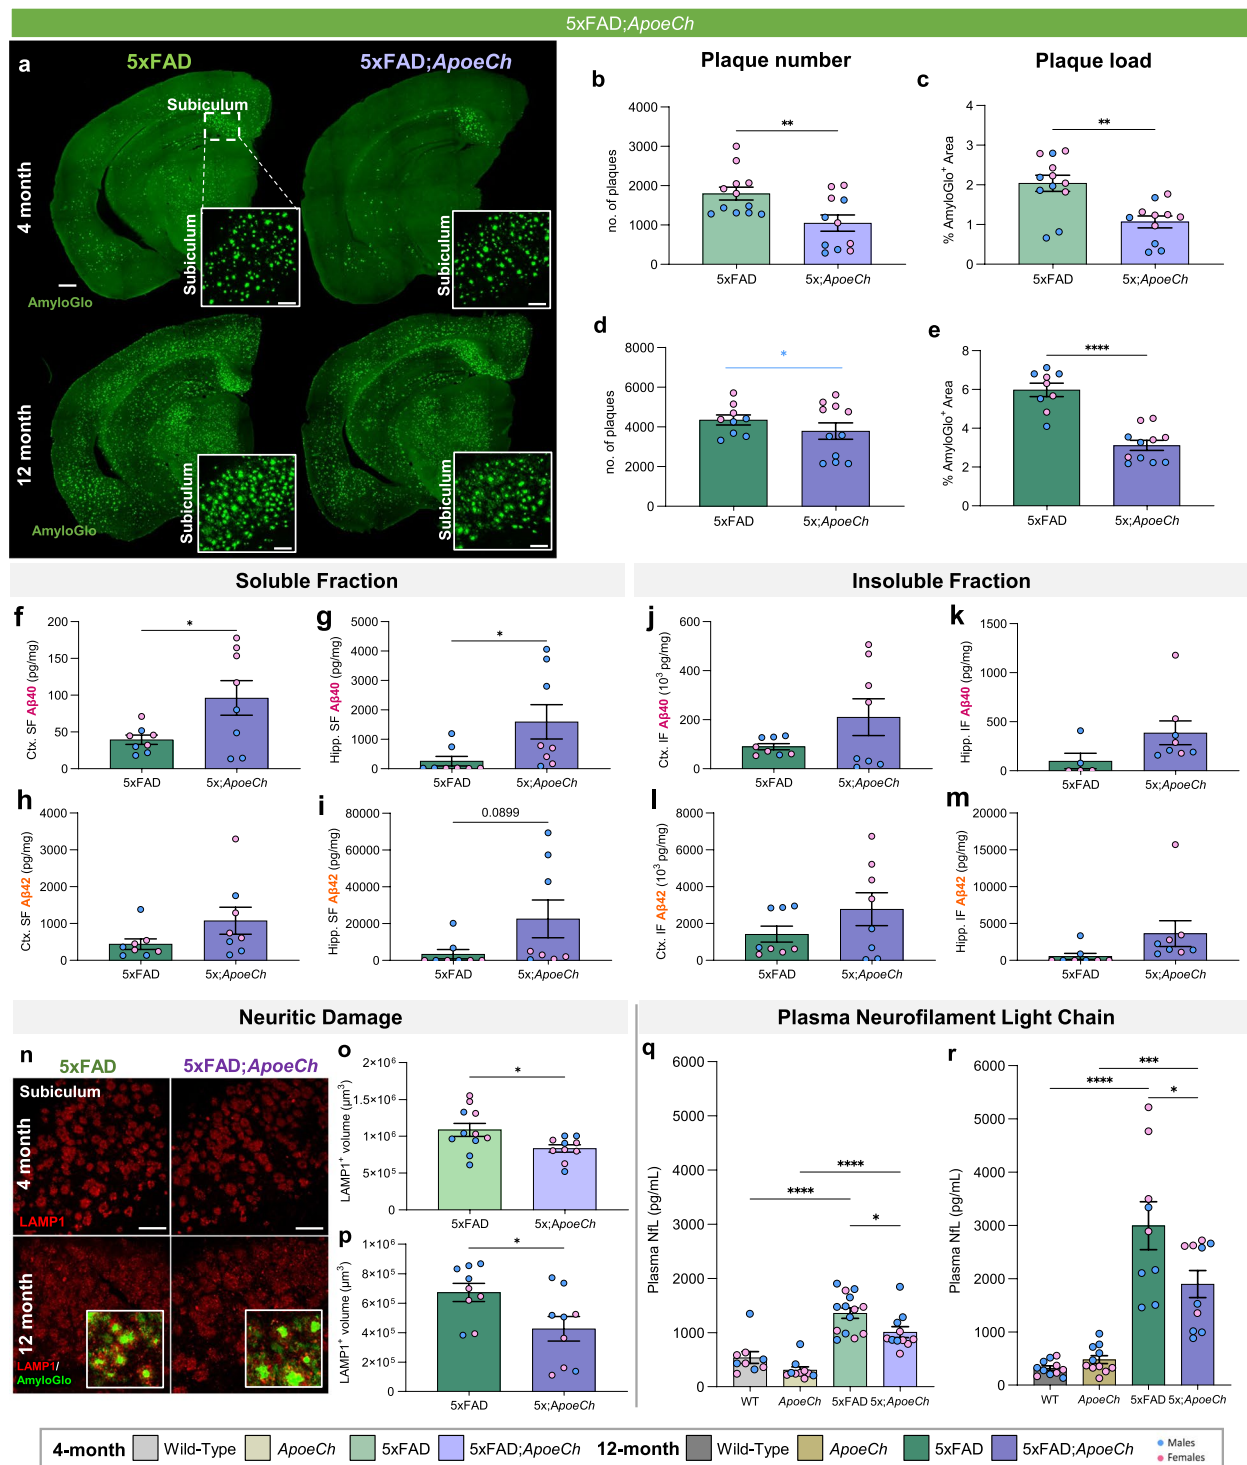 5xFAD;ApoeCh
a
5xFAD
5xFAD;ApoeCh
Subiculum
4 month
Subiculum
Subiculum
AmyloGlo
12 month
Subiculum
Subiculum
AmyloGlo
Plaque number
Plaque load
b
4000
3000
2000
1000
0
no. of plaques
**
5xFAD
5x;ApoeCh
c
4
3
2
1
0
% AmyloGlo⁺ Area
**
5xFAD
5x;ApoeCh
d
8000
6000
4000
2000
0
no. of plaques
*
5xFAD
5x;ApoeCh
e
8
6
4
2
0
% AmyloGlo⁺ Area
****
5xFAD
5x;ApoeCh
Soluble Fraction
Insoluble Fraction
f
200
150
100
50
0
Ctx. SF Aβ40 (pg/mg)
*
5xFAD
5x;ApoeCh
g
5000
4000
3000
2000
1000
0
Hipp. SF Aβ40 (pg/mg)
*
5xFAD
5x;ApoeCh
j
600
400
200
0
Ctx. IF Aβ40 (10³ pg/mg)
5xFAD
5x;ApoeCh
k
1500
1000
500
0
Hipp. IF Aβ40 (pg/mg)
5xFAD
5x;ApoeCh
h
4000
3000
2000
1000
0
Ctx. SF Aβ42 (pg/mg)
5xFAD
5x;ApoeCh
i
80000
60000
40000
20000
0
Hipp. SF Aβ42 (pg/mg)
0.0899
5xFAD
5x;ApoeCh
l
8000
6000
4000
2000
0
Ctx. IF Aβ42 (10³ pg/mg)
5xFAD
5x;ApoeCh
m
20000
15000
10000
5000
0
Hipp. IF Aβ42 (pg/mg)
5xFAD
5x;ApoeCh
Neuritic Damage
Plasma Neurofilament Light Chain
n
5xFAD
5xFAD;ApoeCh
Subiculum
4 month
LAMP1
12 month
LAMP1/
AmyloGlo
o
2×10⁶
2×10⁶
1×10⁶
5×10⁵
0
LAMP1⁺ volume (µm³)
*
5xFAD
5x;ApoeCh
p
1×10⁶
8×10⁵
6×10⁵
4×10⁵
2×10⁵
0
LAMP1⁺ volume (µm³)
*
5xFAD
5x;ApoeCh
q
6000
5000
4000
3000
2000
1000
0
Plasma NfL (pg/mL)
****
****
*
WT
ApoeCh
5xFAD
5x;ApoeCh
r
6000
5000
4000
3000
2000
1000
0
Plasma NfL (pg/mL)
***
****
*
WT
ApoeCh
5xFAD
5x;ApoeCh
4-month
Wild-Type
ApoeCh
5xFAD
5xFAD;ApoeCh
12-month
Wild-Type
ApoeCh
5xFAD
5xFAD;ApoeCh
Males
Females